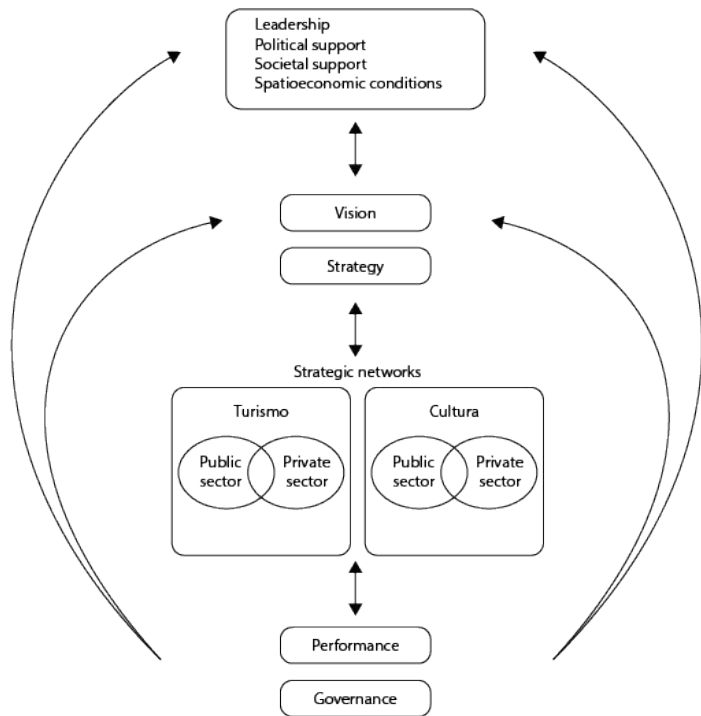 Leadership
Political support
Societal support
Spatioeconomic conditions
Vision
Strategy
Strategic networks
Turismo
Public
sector
Private
sector
Cultura
Public
sector
Private
sector
Performance
Governance